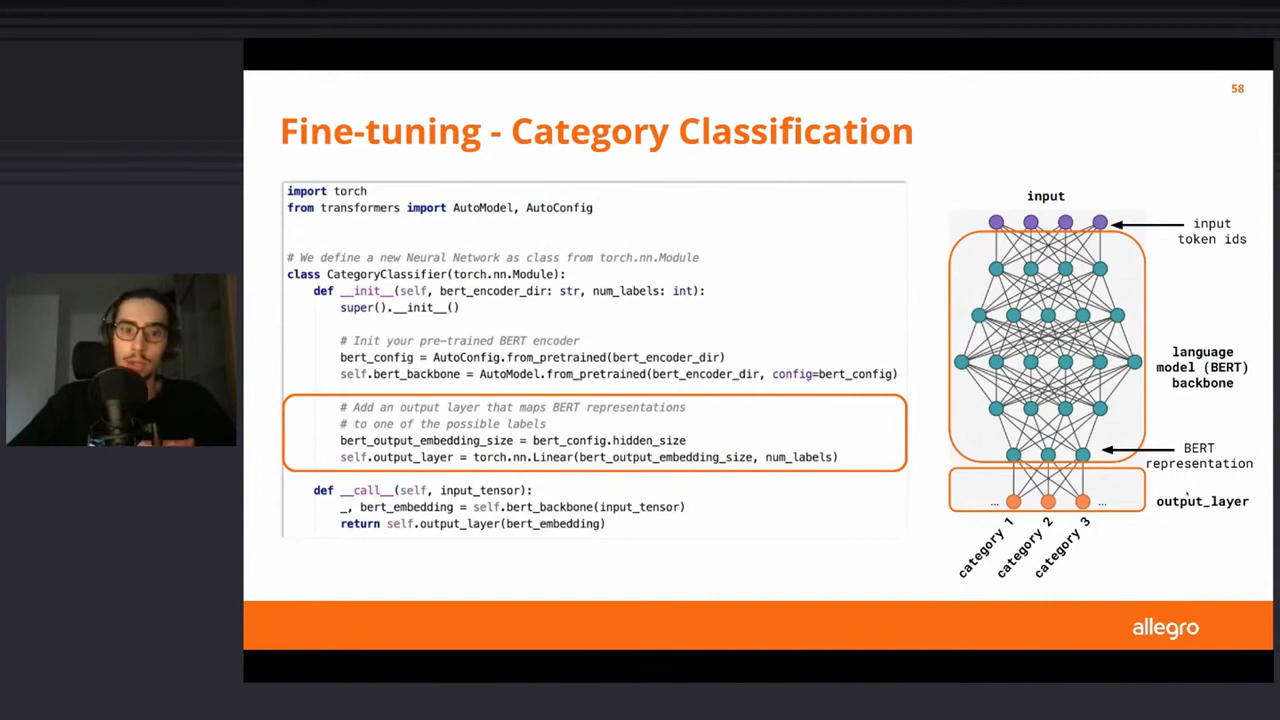 58
Fine-tuning - Category Classification
import torch
from transformers import AutoModel, AutoConfig
# We define a new Neural Network as class from torch.nn.Module
class CategoryClassifier(torch.nn.Module):
def __init__(self, bert_encoder_dir: str, num_labels: int):
super().__init__()
# Init your pre-trained BERT encoder
bert_config = AutoConfig.from_pretrained(bert_encoder_dir)
self.bert_backbone = AutoModel.from_pretrained(bert_encoder_dir, config=bert_config)
# Add an output layer that maps BERT representations
# to one of the possible labels
bert_output_embedding_size = bert_config.hidden_size
self.output_layer = torch.nn.Linear(bert_output_embedding_size, num_labels)
def __call__(self, input_tensor):
_, bert_embedding = self.bert_backbone(input_tensor)
return self.output_layer(bert_embedding)
input
input
token ids
language
model (BERT)
backbone
BERT
representation
output_layer
... ...
category 1
category 2
category 3
allegro